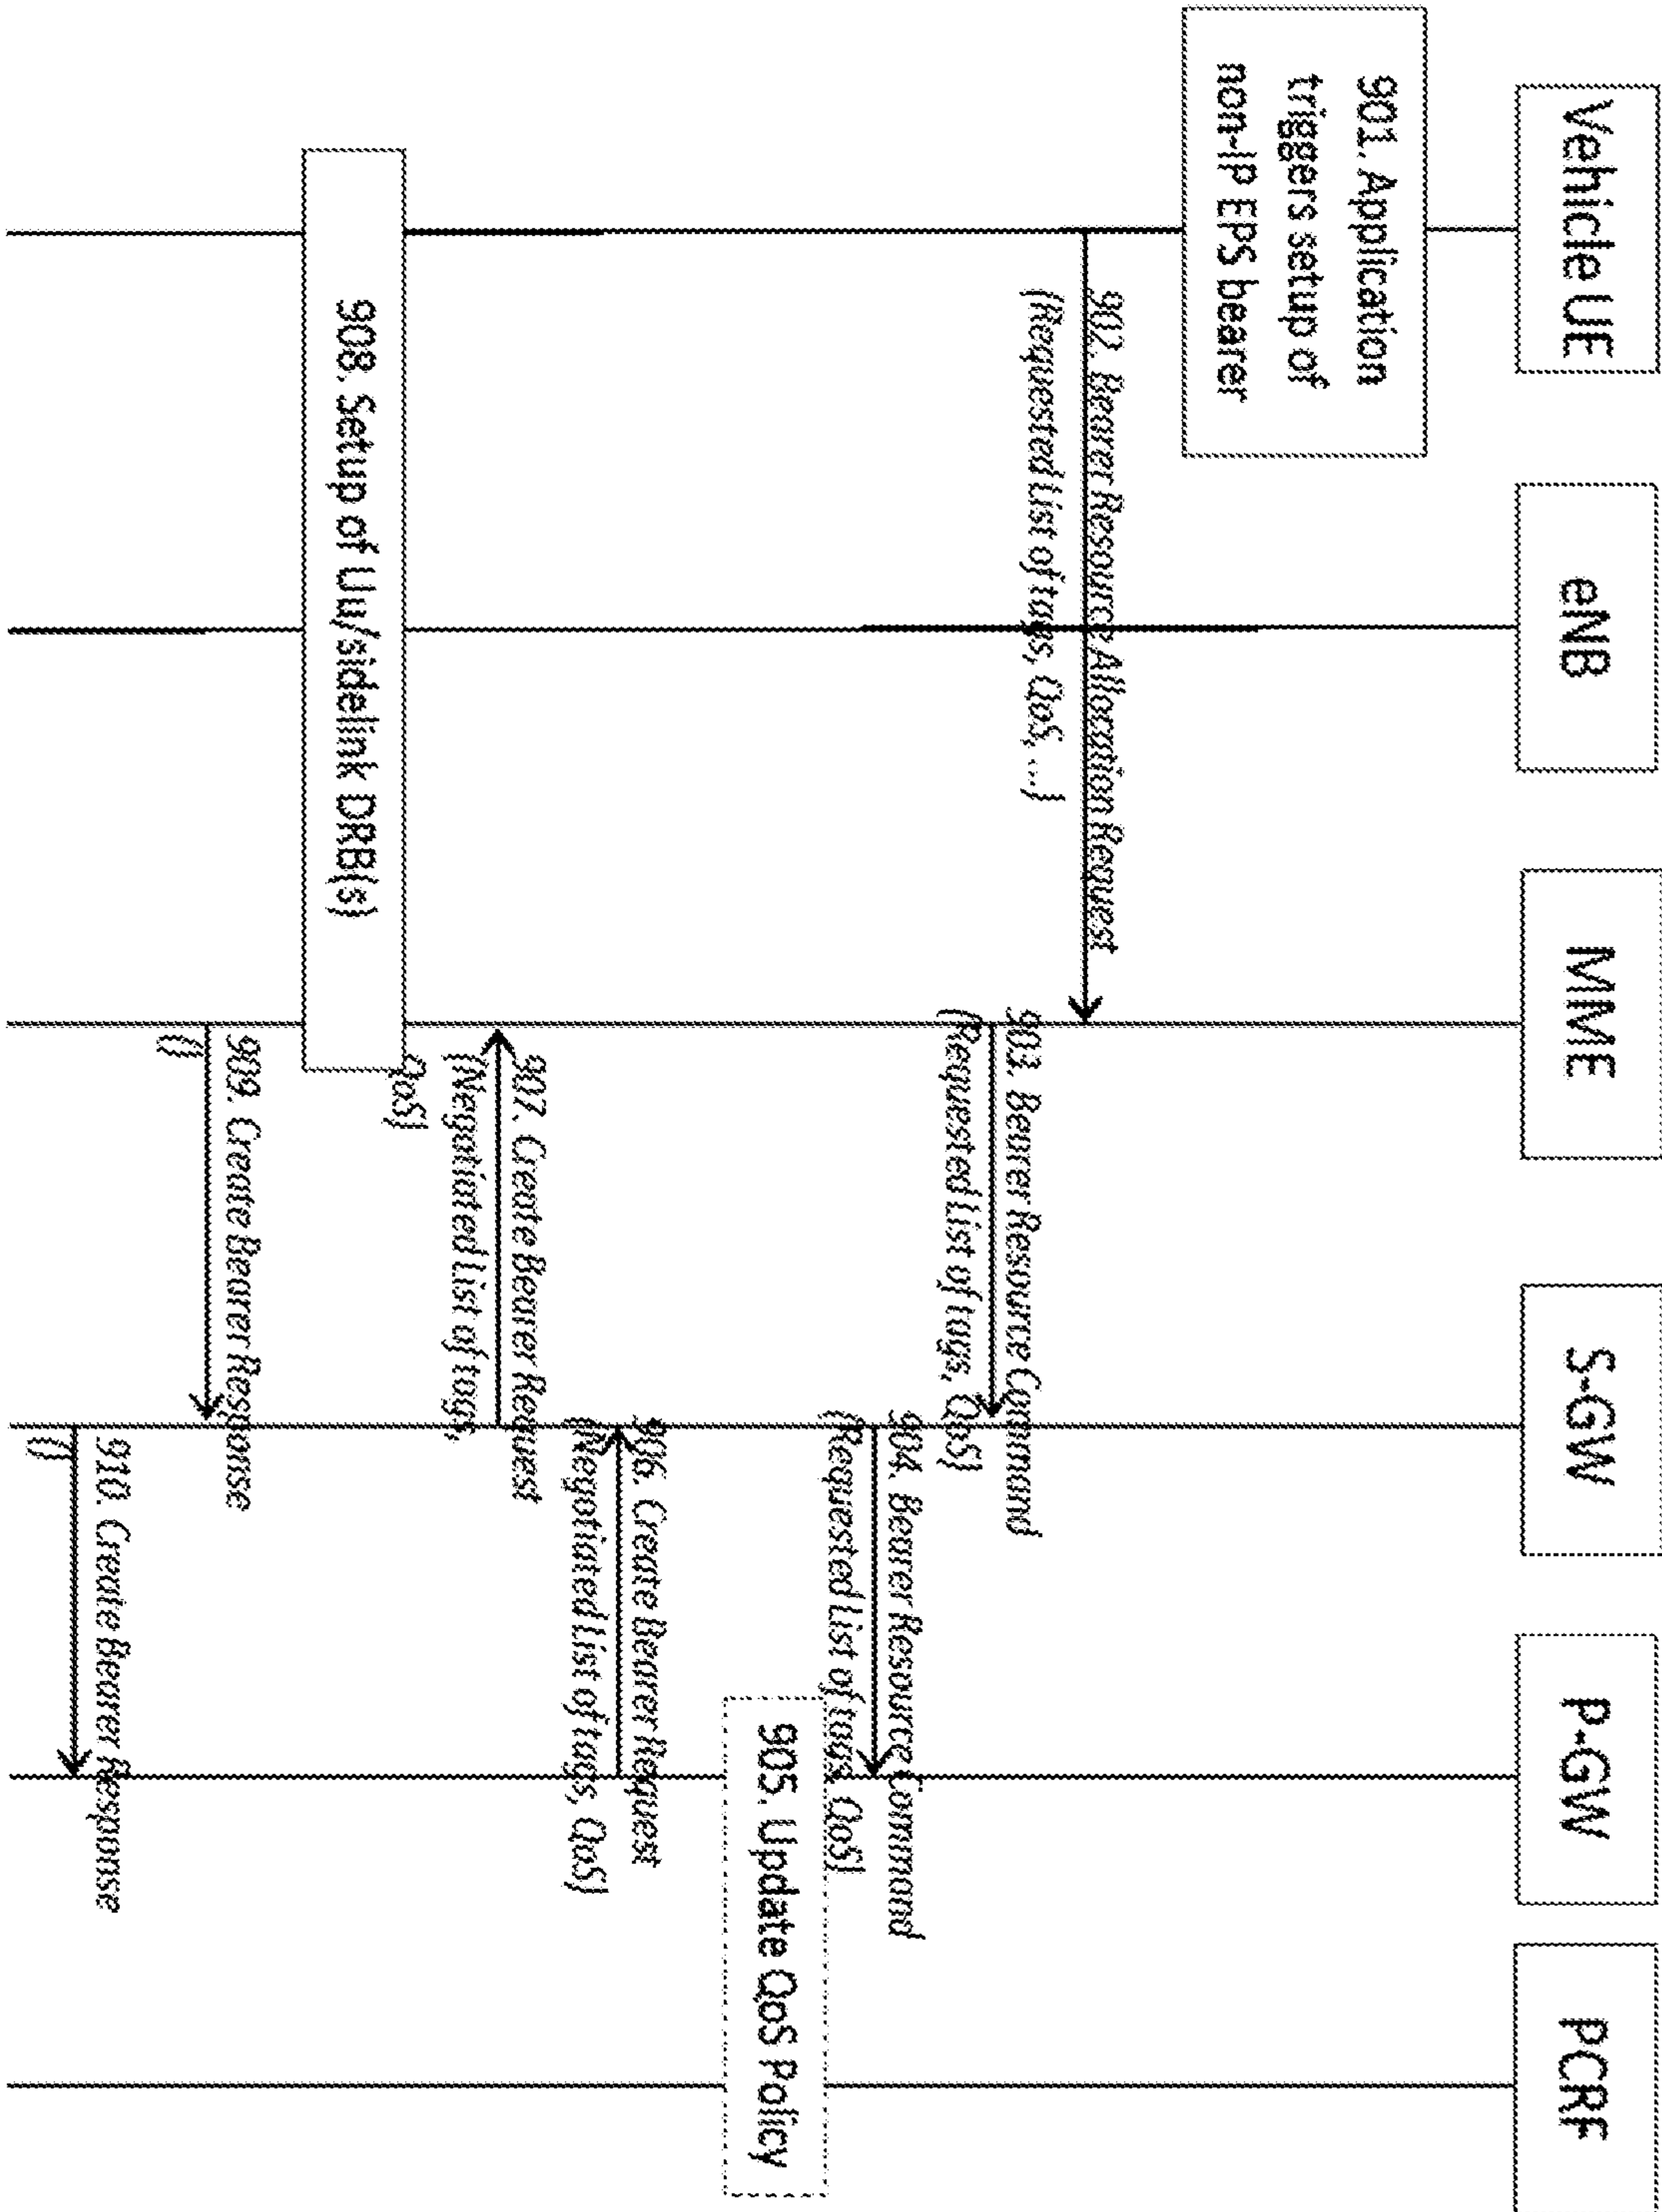 Vehicle UE
eNB
MME
S-GW
P-GW
PCRF
901. Application
triggers setup of
non-IP EPS bearer
902. Bearer Resource Allocation Request
(Requested List of tags, QoS, ...)
903. Bearer Resource Command
(Requested List of tags, QoS)
904. Bearer Resource Command
(Requested List of tags, QoS)
905. Update QoS Policy
906. Create Bearer Request
(Negotiated List of tags, QoS)
907. Create Bearer Request
(Negotiated List of tags,
QoS)
908. Setup of Uu/sidelink DRB(s)
909. Create Bearer Response
()
910. Create Bearer Response
()